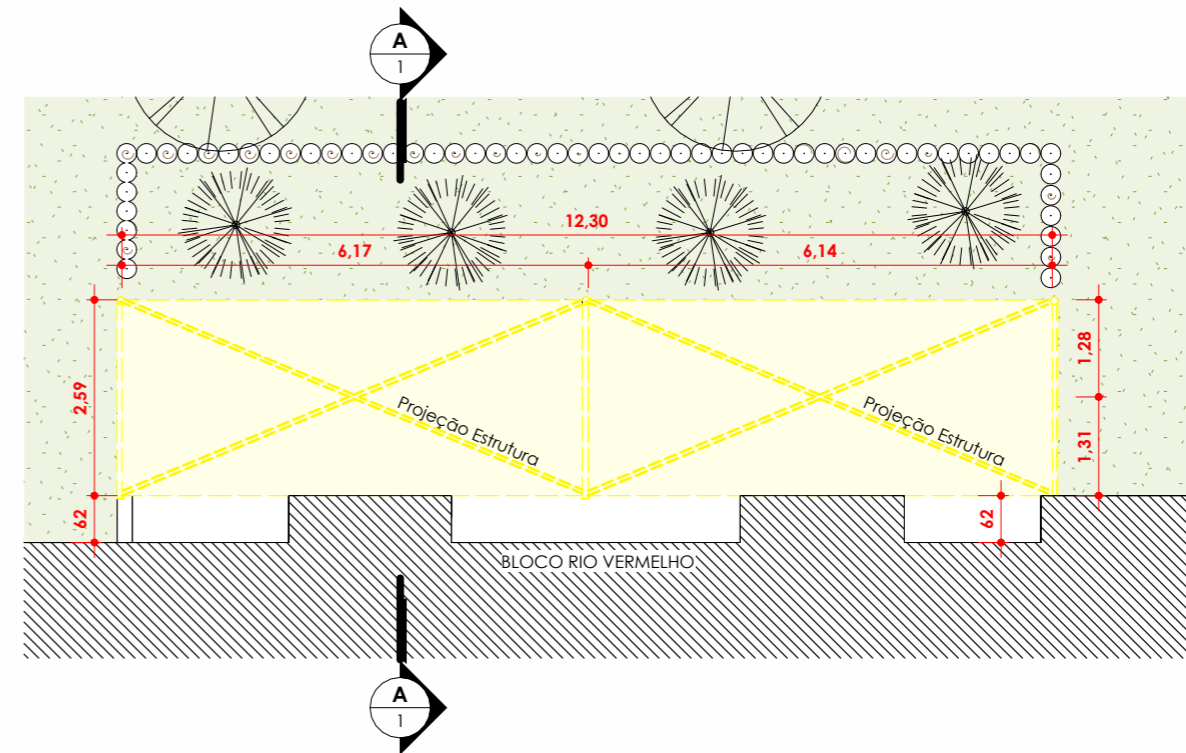 A
1
12,30
6,17
6,14
2,59
1,28
Projeção Estrutura
Projeção Estrutura
1,31
62
62
BLOCO RIO VERMELHO
A
1